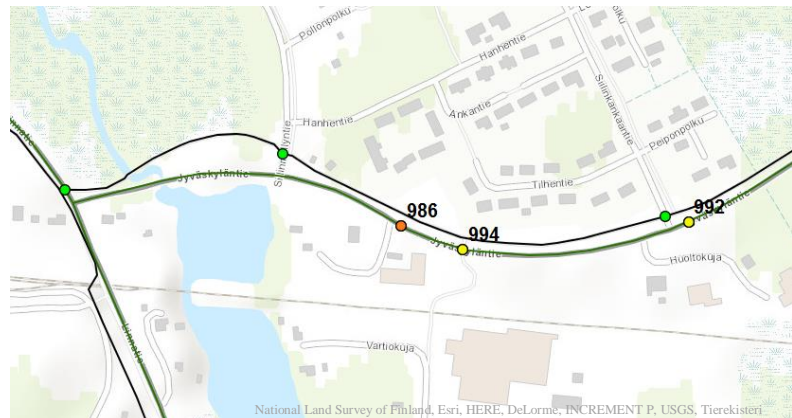 Pollonpolku
Hanhentie
Hanhentie
Ankantie
Siilinkankaantie
Peiponpolku
Tilhentie
Jyväskyläntie
986
994
992
Jyväskyläntie
Huoltokuja
Linnatie
Vartiokuja
National Land Survey of Finland, Esri, HERE, DeLorme, INCREMENT P, USGS, Tierekisteri